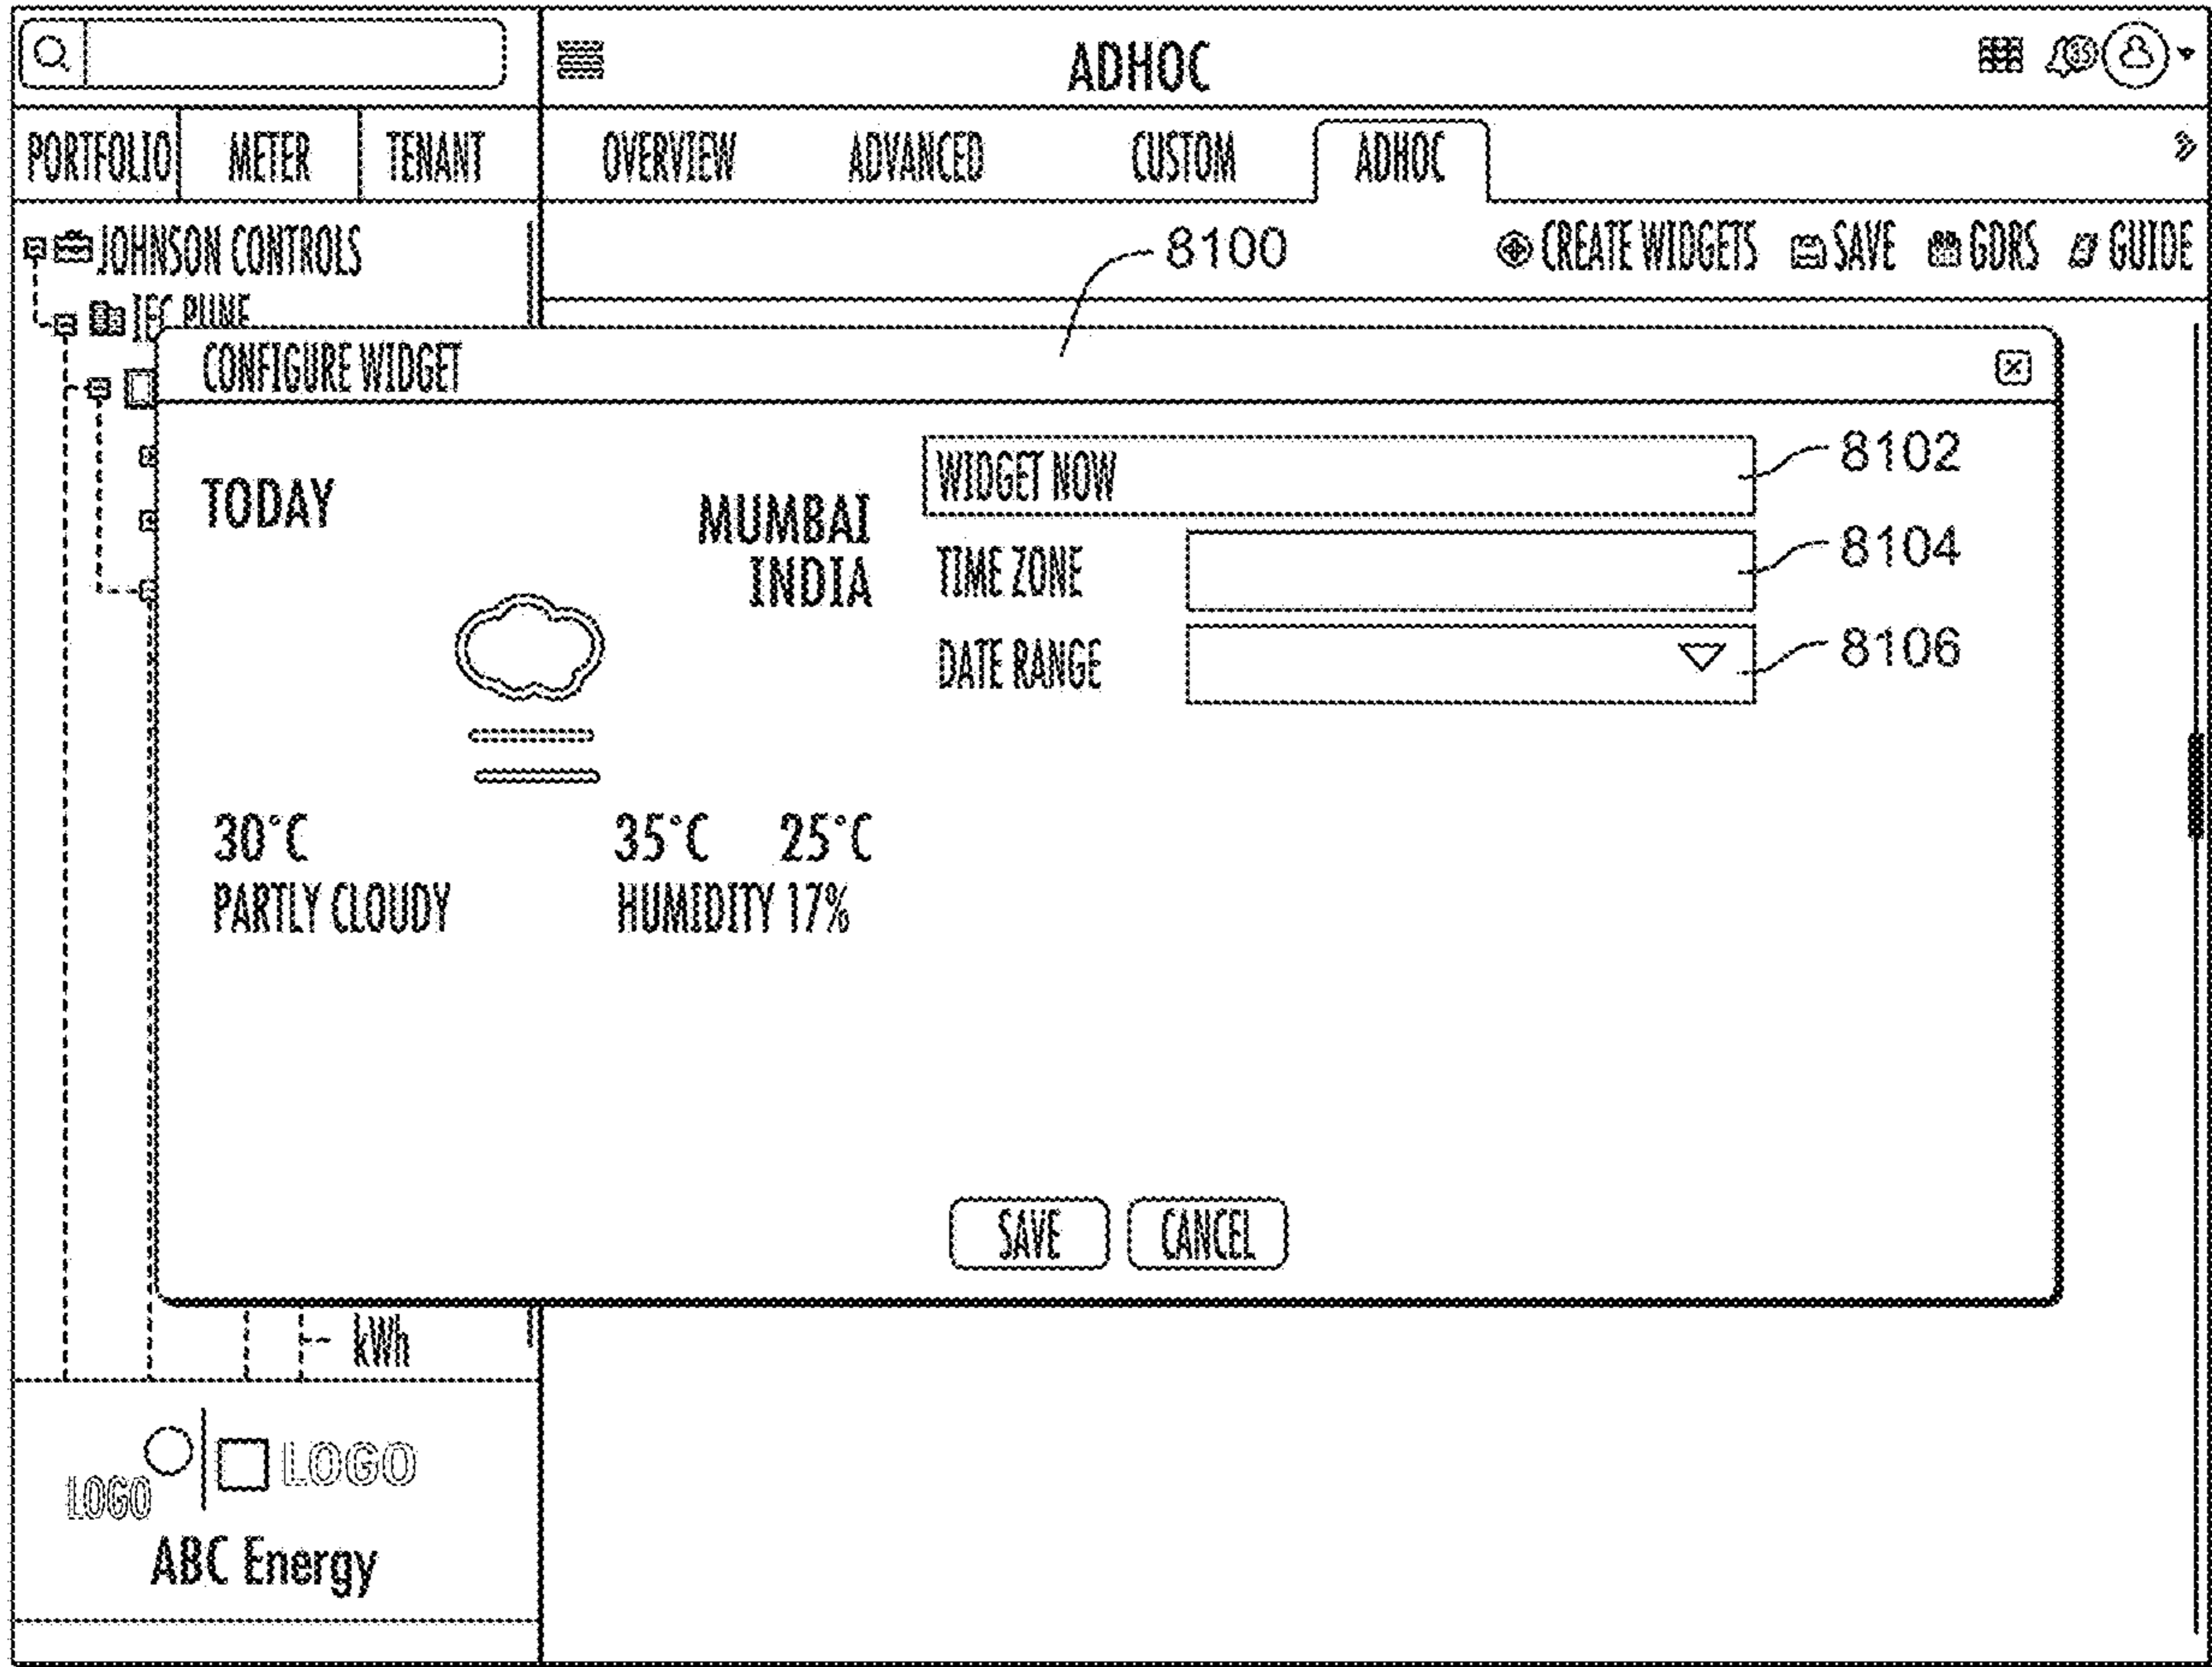 ADHOC
PORTFOLIO METER TENANT
OVERVIEW ADVANCED CUSTOM ADHOC
JOHNSON CONTROLS
8100
CREATE WIDGETS SAVE GDRS GUIDE
PUNE
CONFIGURE WIDGET
TODAY
MUMBAI
INDIA
WIDGET NOW
8102
TIME ZONE
8104
DATE RANGE
8106
30°C 35°C 25°C
PARTLY CLOUDY HUMIDITY 17%
SAVE CANCEL
kWh
LOGO LOGO
ABC Energy